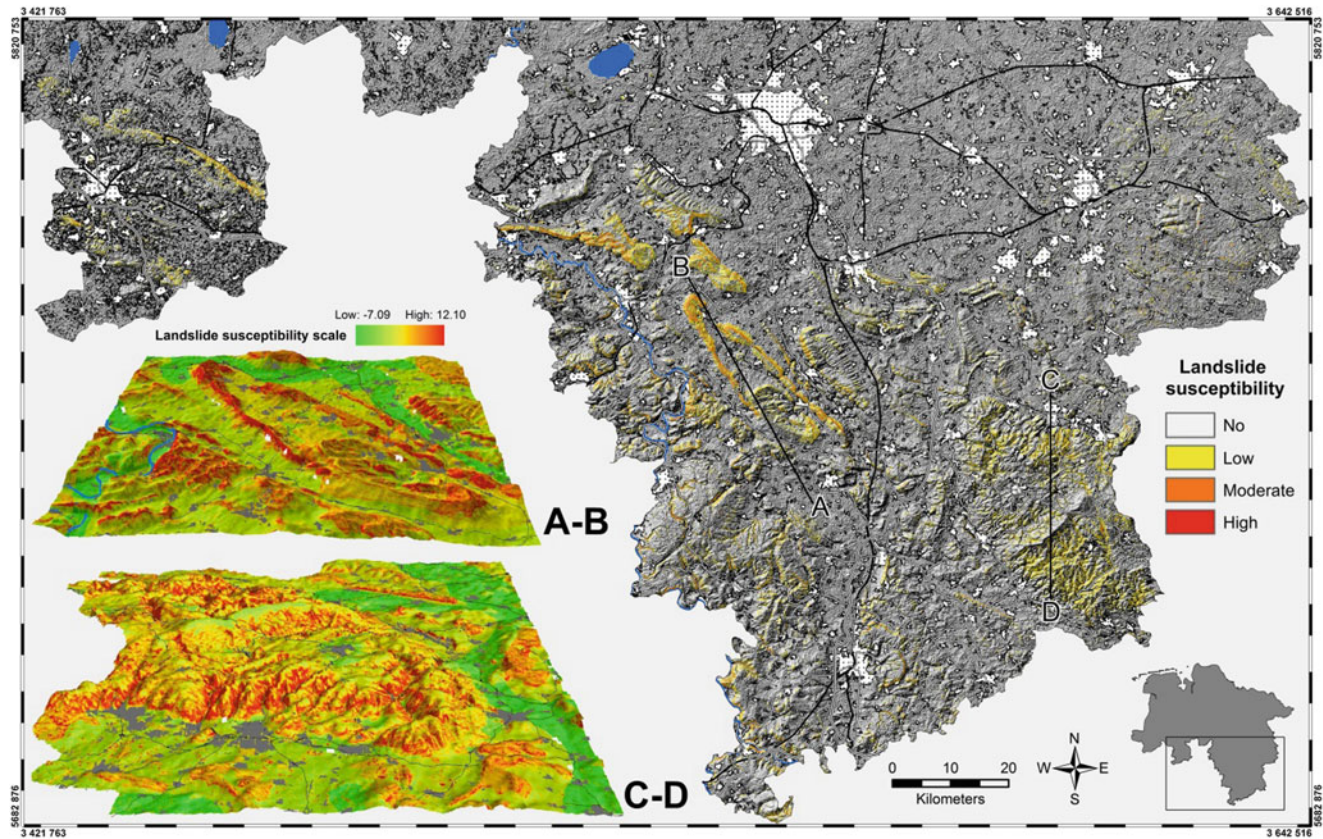 3 421 763
3 642 516
5820 753
5820 753
B
C
Low: -7.09 High: 12.10
Landslide susceptibility scale
Landslide
susceptibility
No
Low
Moderate
High
A
A-B
D
C-D
N
W E
S
0 10 20
Kilometers
5682 876
5682 876
3 421 763
3 642 516